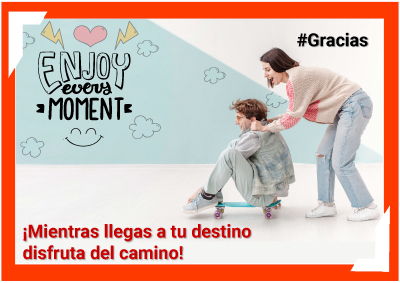 #Gracias
ENJOY
every
MOMENT
¡Mientras llegas a tu destino
disfruta del camino!